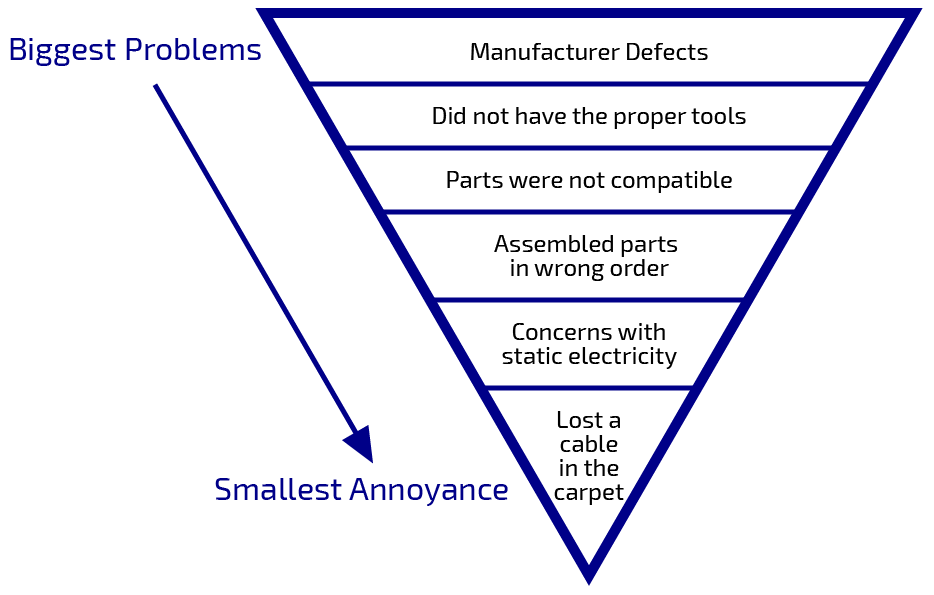 Biggest Problems
Manufacturer Defects
Did not have the proper tools
Parts were not compatible
Assembled parts
in wrong order
Concerns with
static electricity
Lost a
cable
in the
carpet
Smallest Annoyance